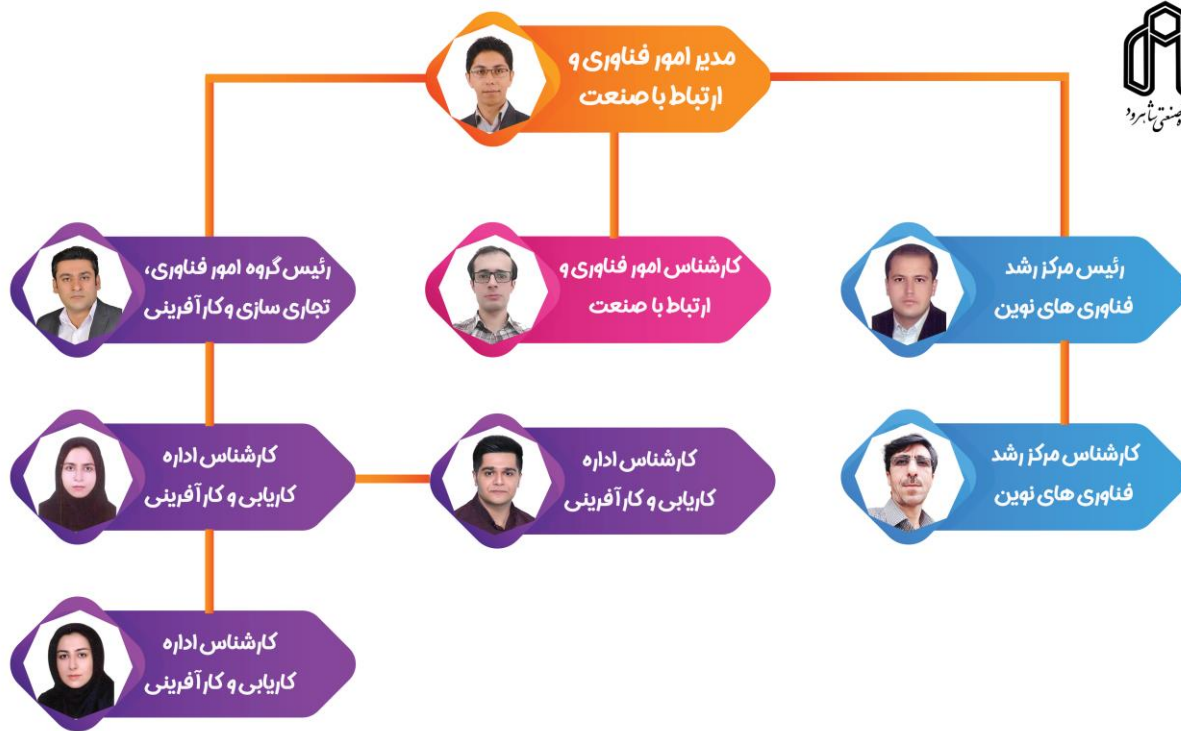 مدیر امور فناوری و
ارتباط با صنعت
صنعتی شاهرود
رئیس مرکز رشد
فناوری های نوین
کارشناس امور فناوری و
ارتباط با صنعت
رئیس گروه امور فناوری،
تجاری سازی و کارآفرینی
کارشناس مرکز رشد
فناوری های نوین
کارشناس اداره
کاریابی و کارآفرینی
کارشناس اداره
کاریابی و کارآفرینی
کارشناس اداره
کاریابی و کارآفرینی